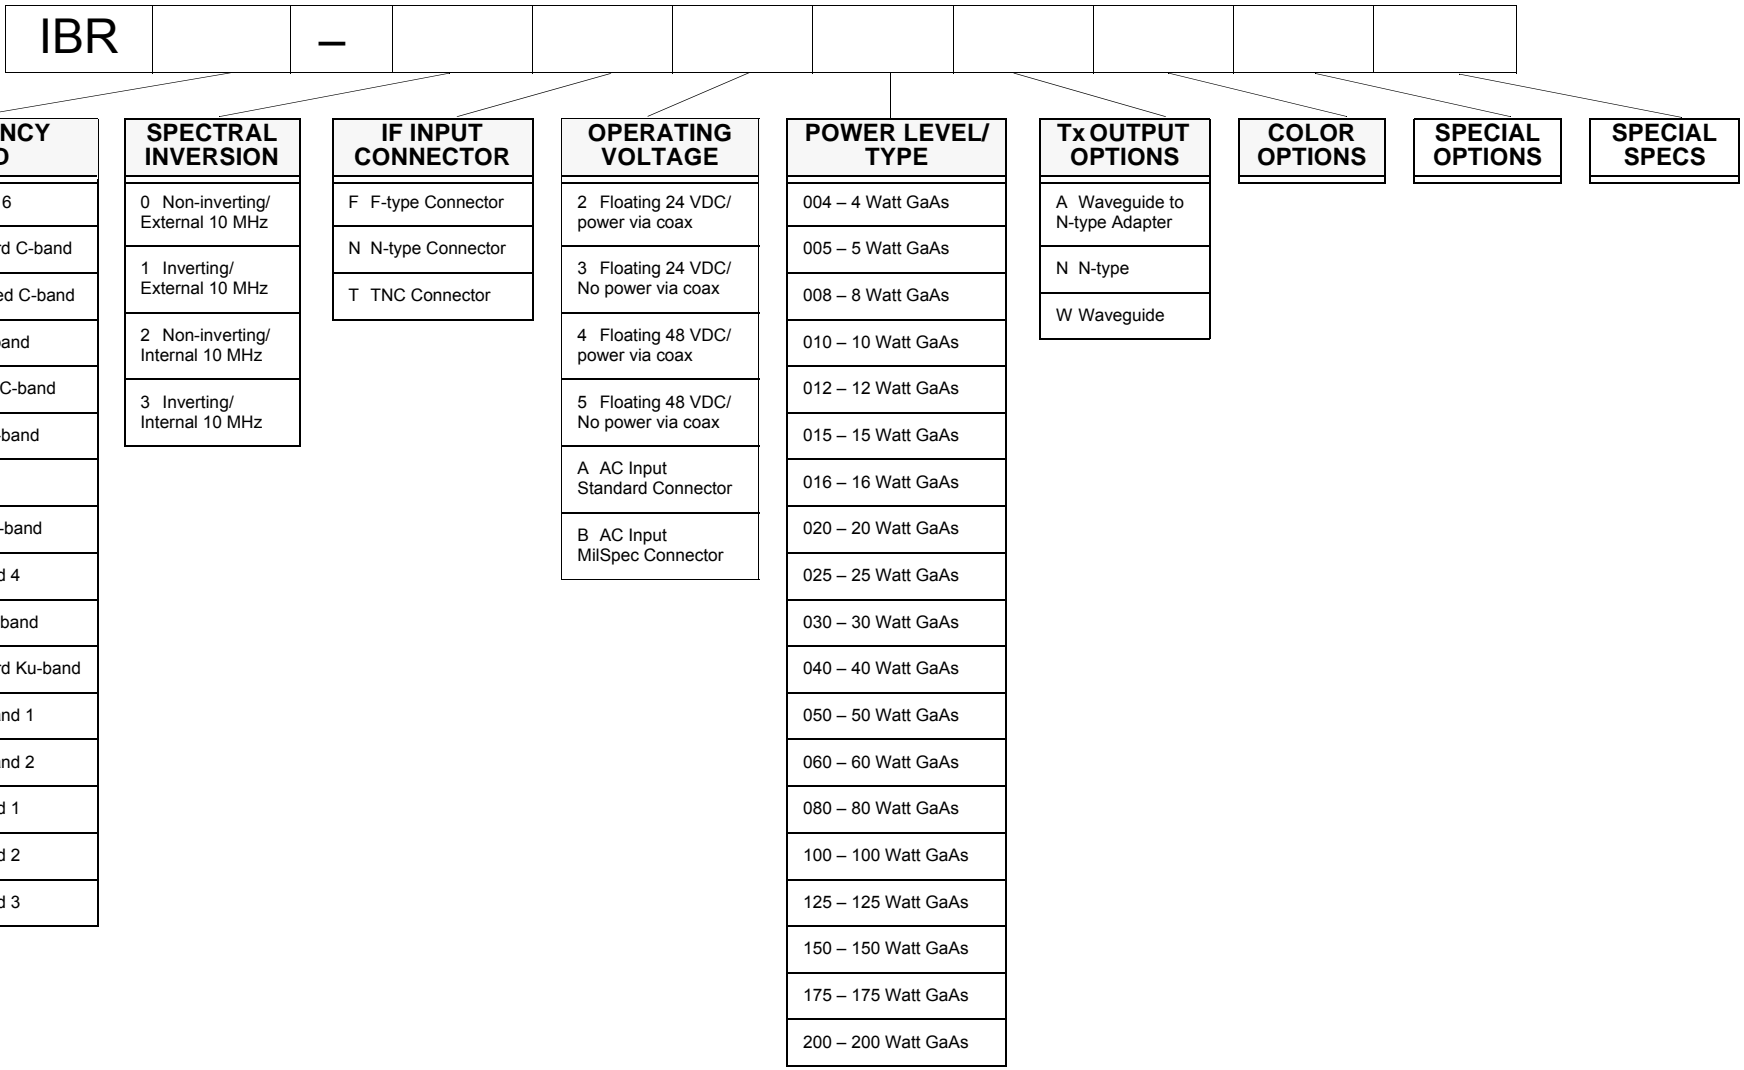 IBR –
NCY
6
rd C-band
ed C-band
and
C-band
-band
-band
d 4
band
rd Ku-band
nd 1
nd 2
d 1
d 2
d 3
SPECTRAL
INVERSION
0 Non-inverting/
External 10 MHz
1 Inverting/
External 10 MHz
2 Non-inverting/
Internal 10 MHz
3 Inverting/
Internal 10 MHz
IF INPUT
CONNECTOR
F F-type Connector
N N-type Connector
T TNC Connector
OPERATING
VOLTAGE
2 Floating 24 VDC/
power via coax
3 Floating 24 VDC/
No power via coax
4 Floating 48 VDC/
power via coax
5 Floating 48 VDC/
No power via coax
A AC Input
Standard Connector
B AC Input
MilSpec Connector
POWER LEVEL/
TYPE
004 – 4 Watt GaAs
005 – 5 Watt GaAs
008 – 8 Watt GaAs
010 – 10 Watt GaAs
012 – 12 Watt GaAs
015 – 15 Watt GaAs
016 – 16 Watt GaAs
020 – 20 Watt GaAs
025 – 25 Watt GaAs
030 – 30 Watt GaAs
040 – 40 Watt GaAs
050 – 50 Watt GaAs
060 – 60 Watt GaAs
080 – 80 Watt GaAs
100 – 100 Watt GaAs
125 – 125 Watt GaAs
150 – 150 Watt GaAs
175 – 175 Watt GaAs
200 – 200 Watt GaAs
Tx OUTPUT
OPTIONS
A Waveguide to
N-type Adapter
N N-type
W Waveguide
COLOR
OPTIONS
SPECIAL
OPTIONS
SPECIAL
SPECS